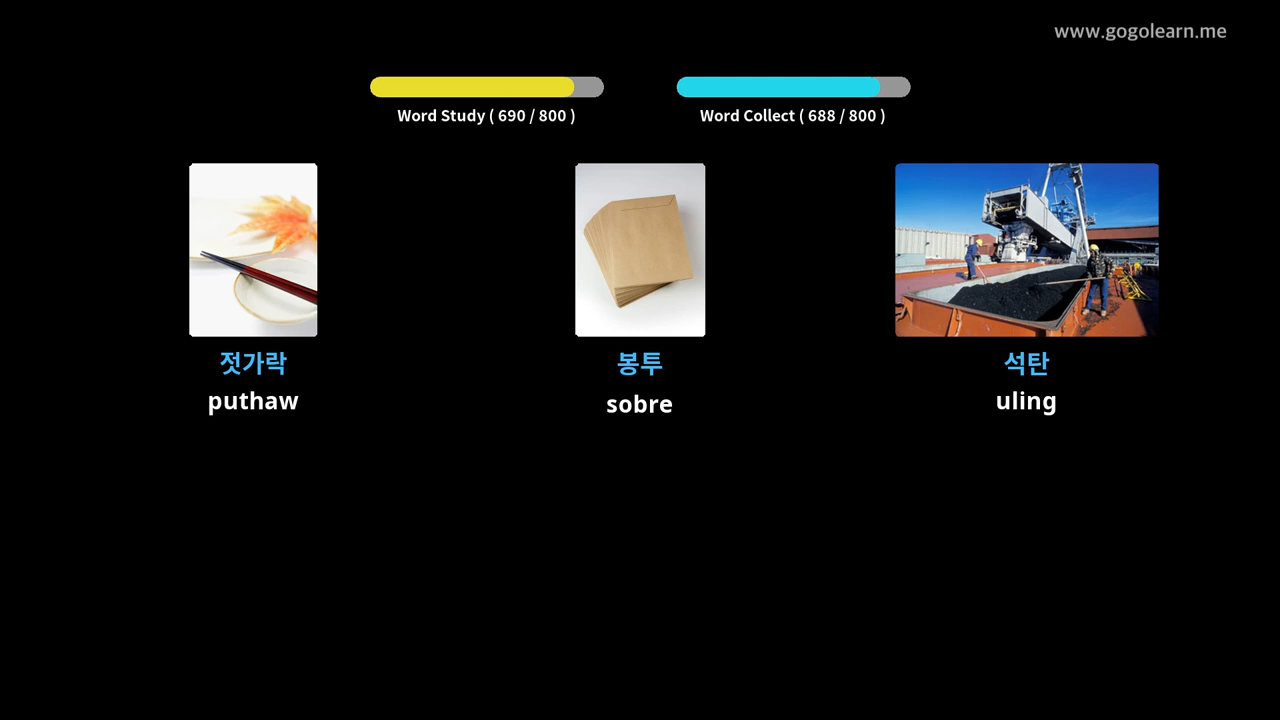 www.gogolearn.me
Word Study ( 690 / 800 )
Word Collect ( 688 / 800 )
젓가락
puthaw
봉투
sobre
석탄
uling